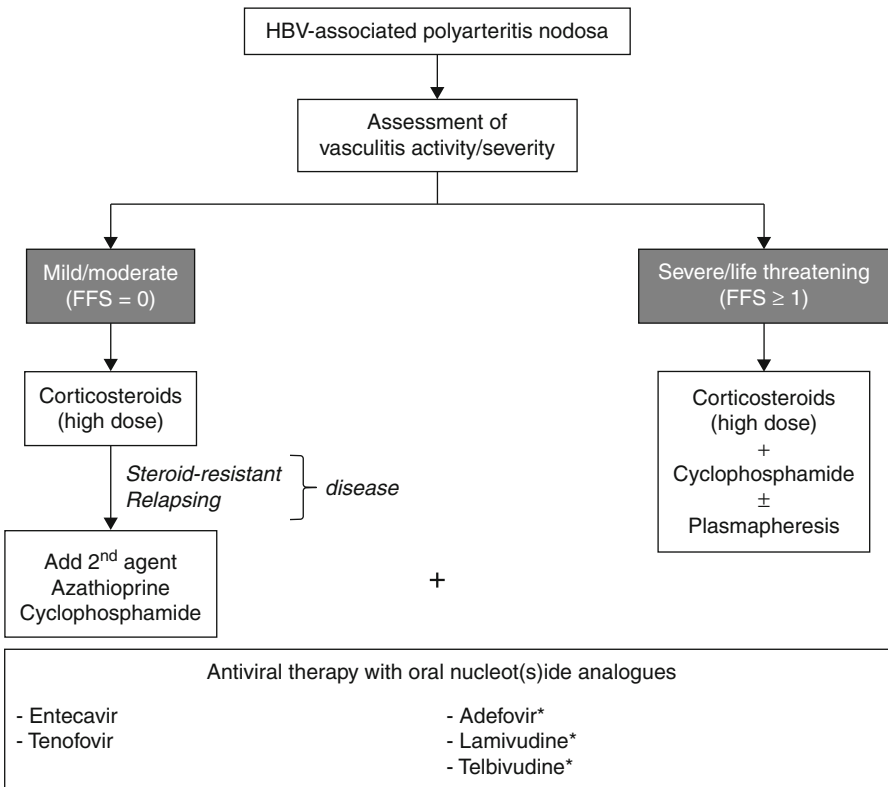 HBV-associated polyarteritis nodosa
Assessment of
vasculitis activity/severity
Mild/moderate
(FFS = 0)
Severe/life threatening
(FFS ≥ 1)
Corticosteroids
(high dose)
Corticosteroids
(high dose)
+
Cyclophosphamide
±
Plasmapheresis
Steroid-resistant
Relapsing
disease
Add 2nd agent
Azathioprine
Cyclophosphamide
+
Antiviral therapy with oral nucleot(s)ide analogues
- Entecavir
- Tenofovir
- Adefovir*
- Lamivudine*
- Telbivudine*